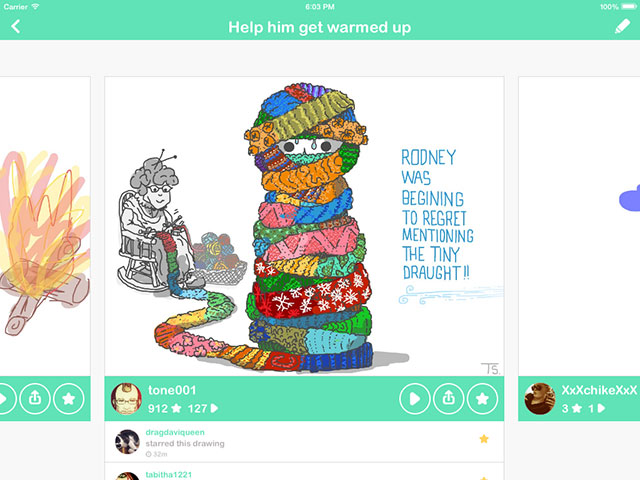 Carrier 6:03 PM 100%
Help him get warmed up
RODNEY
WAS
BEGINING
TO REGRET
MENTIONING
THE TINY
DRAUGHT!!
TS.
tone001
912 127
XxXchikeXxX
3 1
dragdaviqueen
starred this drawing
32m
tabitha1221